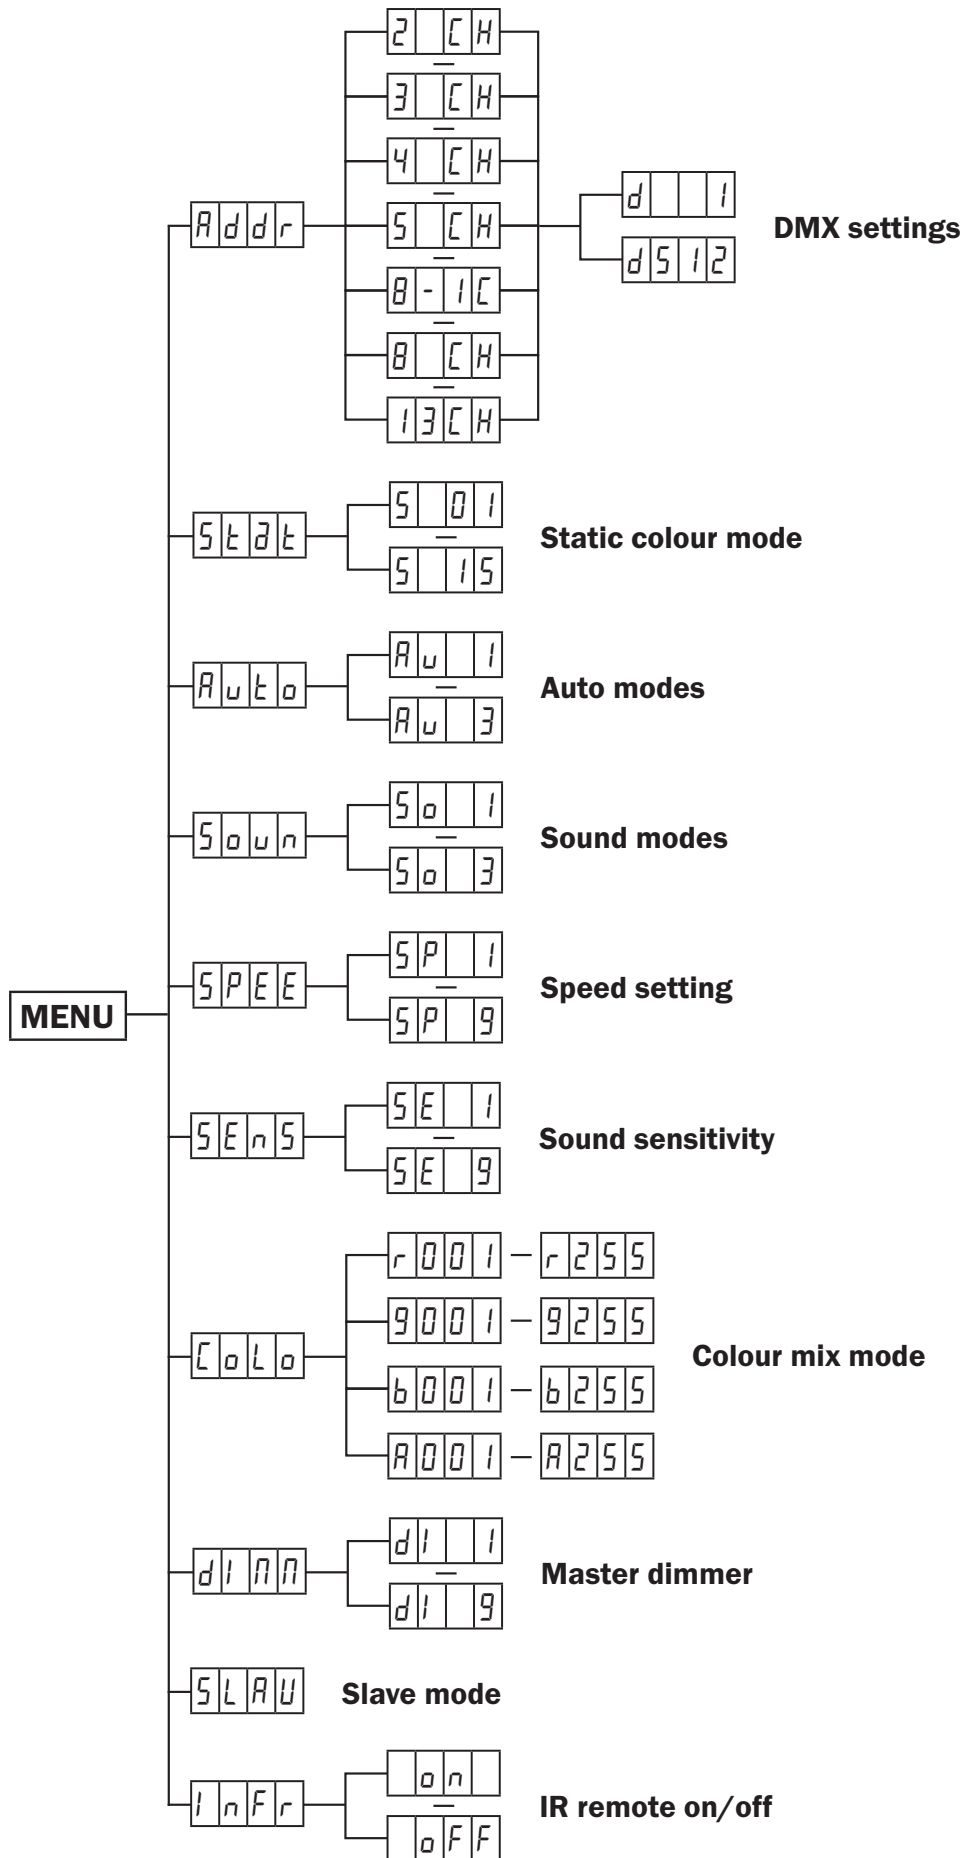 2 CH
3 CH
4 CH
Addr
5 CH
d 1
d512
DMX settings
8-1C
8 CH
13CH
Stat
S 01
S 15
Static colour mode
Auto
Au 1
Au 3
Auto modes
Soun
So 1
So 3
Sound modes
MENU
SPEE
SP 1
SP 9
Speed setting
SEnS
SE 1
SE 9
Sound sensitivity
CoLo
r001 — r255
g001 — g255
b001 — b255
A001 — A255
Colour mix mode
dIMM
dI 1
dI 9
Master dimmer
SLAU
Slave mode
InFr
on
oFF
IR remote on/off